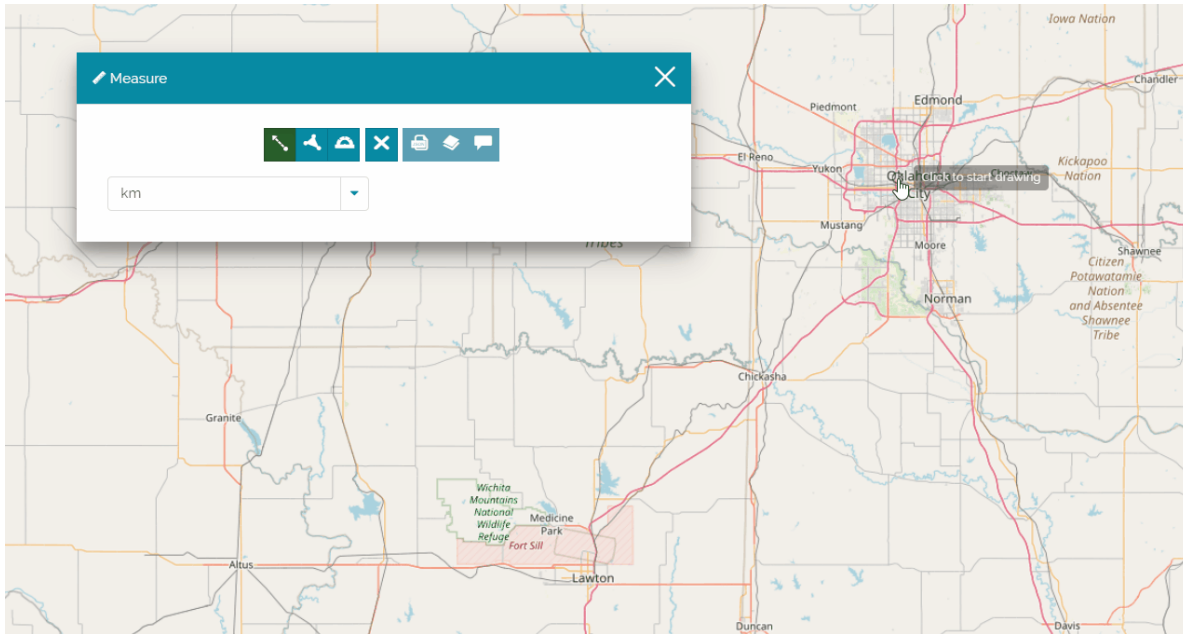 Measure
km
Iowa Nation
Chandler
Edmond
Piedmont
El Reno
Yukon
Kickapoo
Nation
Click to start drawing
City
Mustang
Moore
Shawnee
Citizen
Potawatamie
Nation
and Absentee
Shawnee
Tribe
Tribes
Norman
Chickasha
Granite
Wichita
Mountains
National
Wildlife
Refuge
Medicine
Park
Fort Sill
Altus
Lawton
Duncan
Davis